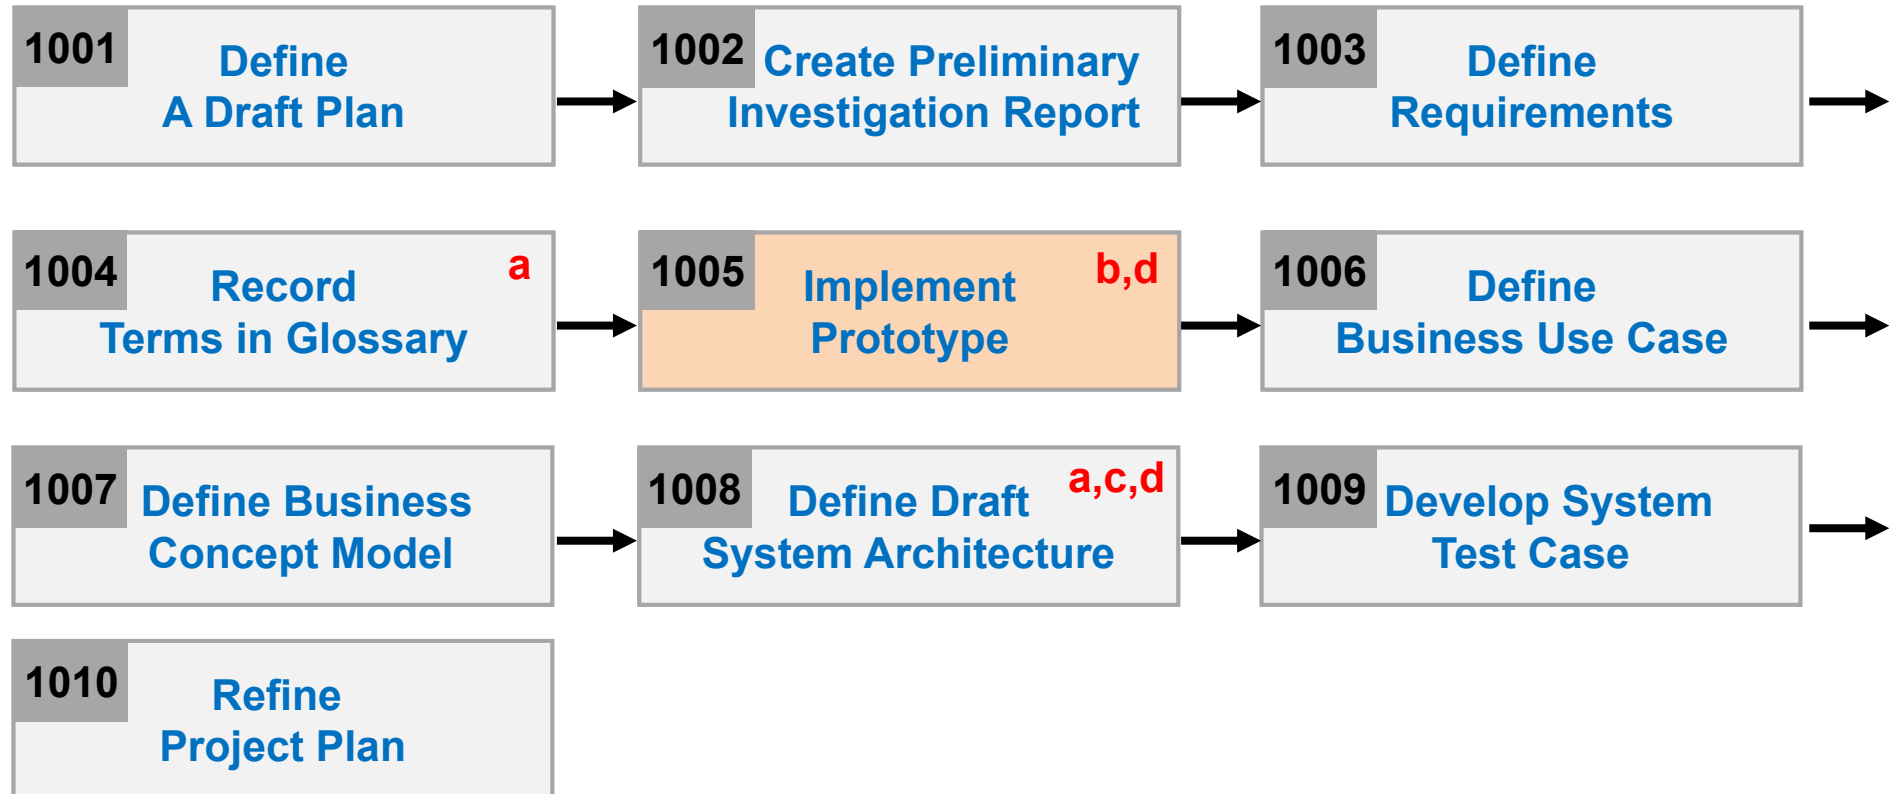 1001
Define
A Draft Plan
1002
Create Preliminary
Investigation Report
1003
Define
Requirements
1004
Record
Terms in Glossary
a
1005
Implement
Prototype
b,d
1006
Define
Business Use Case
1007
Define Business
Concept Model
1008
Define Draft
System Architecture
a,c,d
1009
Develop System
Test Case
1010
Refine
Project Plan